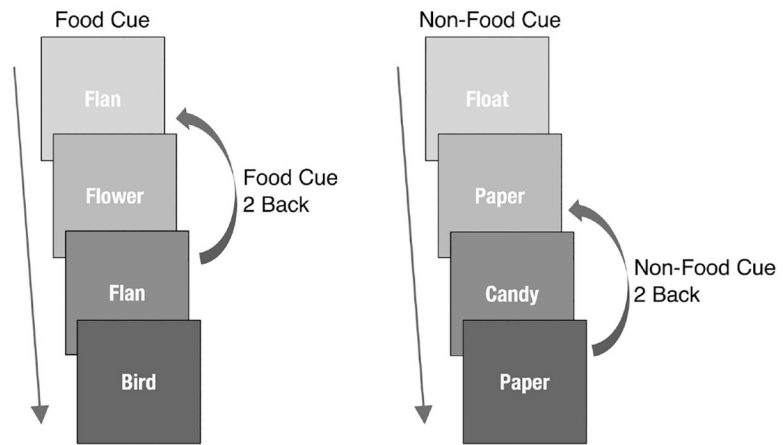 Food Cue
Flan
Flower
Flan
Bird
Food Cue
2 Back
Non-Food Cue
Float
Paper
Candy
Paper
Non-Food Cue
2 Back